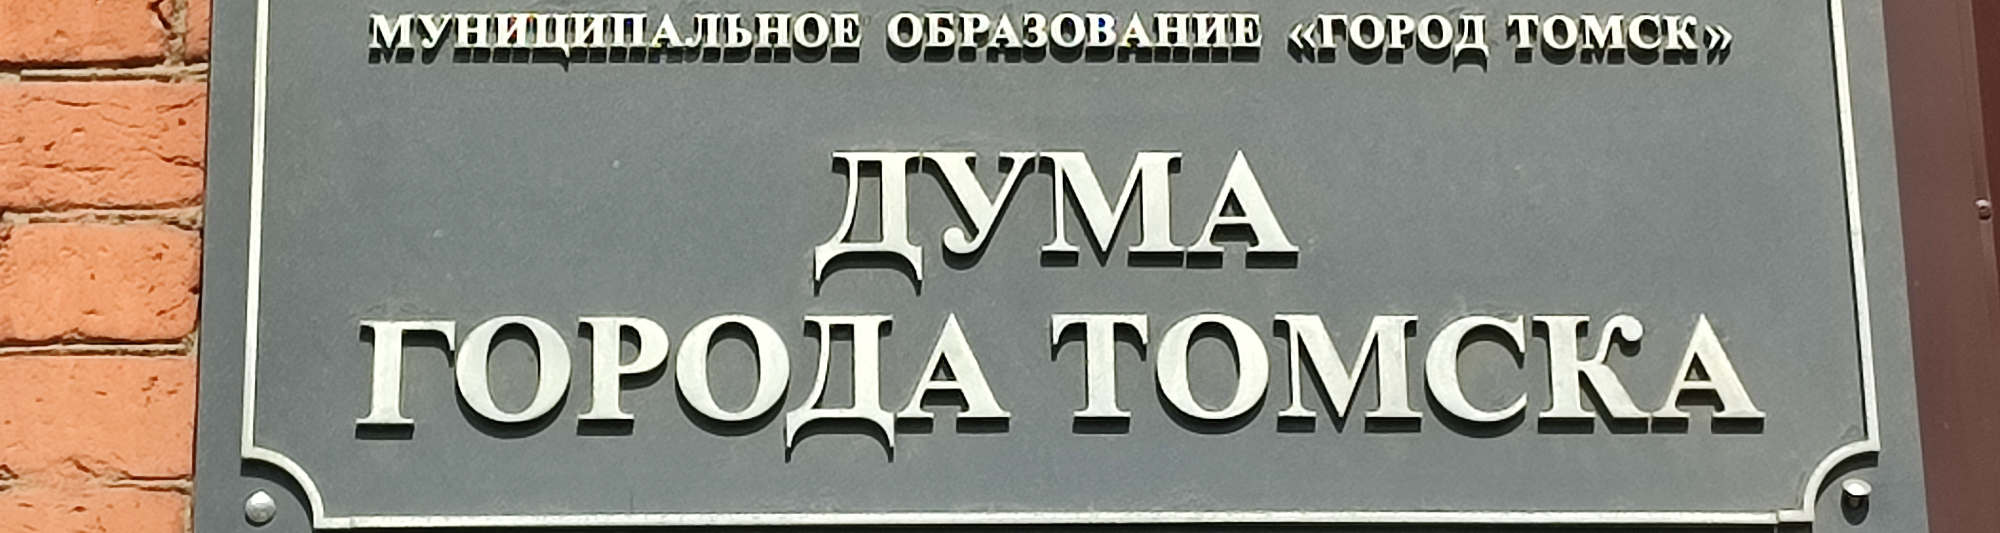 МУНИЦИПАЛЬНОЕ ОБРАЗОВАНИЕ «ГОРОД ТОМСК»
ДУМА
ГОРОДА ТОМСКА